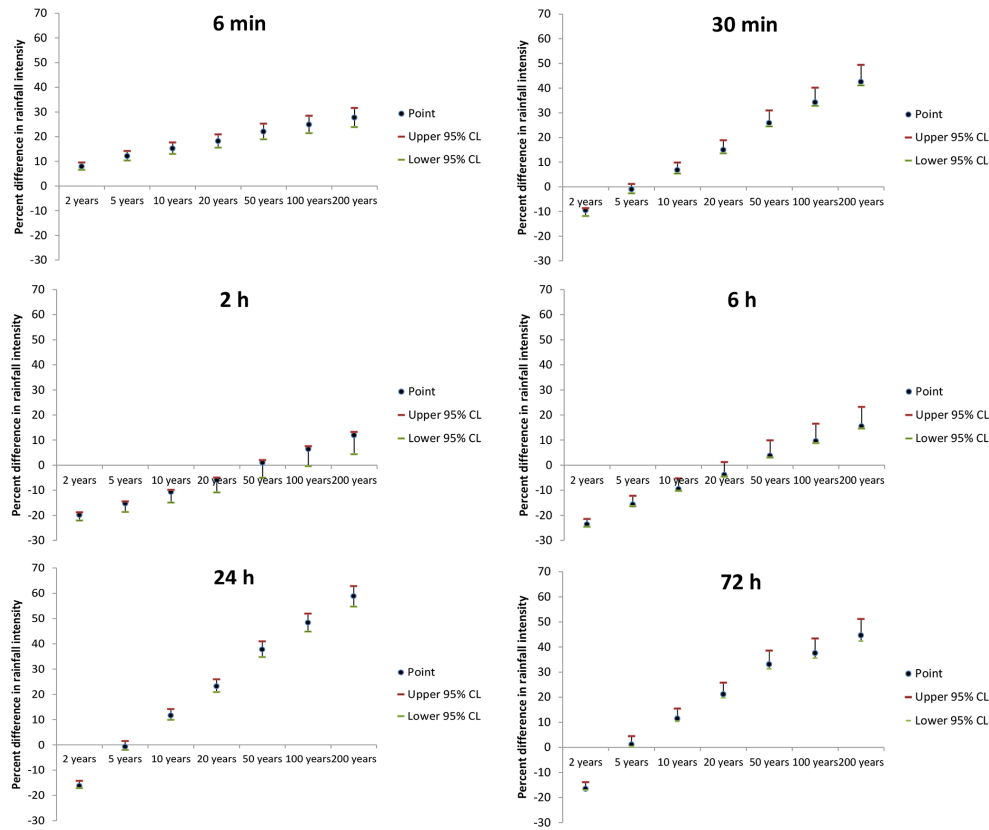 6 min
Percent difference in rainfall intensiy
70
60
50
40
30
20
10
0
-10
-20
-30
2 years 5 years 10 years 20 years 50 years 100 years 200 years
Point
Upper 95% CL
Lower 95% CL
30 min
Percent difference in rainfall intensity
70
60
50
40
30
20
10
0
-10
-20
-30
2 years 5 years 10 years 20 years 50 years 100 years 200 years
Point
Upper 95% CL
Lower 95% CL
2 h
Percent difference in rainfall intensity
70
60
50
40
30
20
10
0
-10
-20
-30
2 years 5 years 10 years 20 years 50 years 100 years 200 years
Point
Upper 95% CL
Lower 95% CL
6 h
Percent difference in rainfall intensity
70
60
50
40
30
20
10
0
-10
-20
-30
2 years 5 years 10 years 20 years 50 years 100 years 200 years
Point
Upper 95% CL
Lower 95% CL
24 h
Percent difference in rainfall intensity
70
60
50
40
30
20
10
0
-10
-20
-30
2 years 5 years 10 years 20 years 50 years 100 years 200 years
Point
Upper 95% CL
Lower 95% CL
72 h
Percent difference in rainfall intensity
70
60
50
40
30
20
10
0
-10
-20
-30
2 years 5 years 10 years 20 years 50 years 100 years 200 years
Point
Upper 95% CL
Lower 95% CL